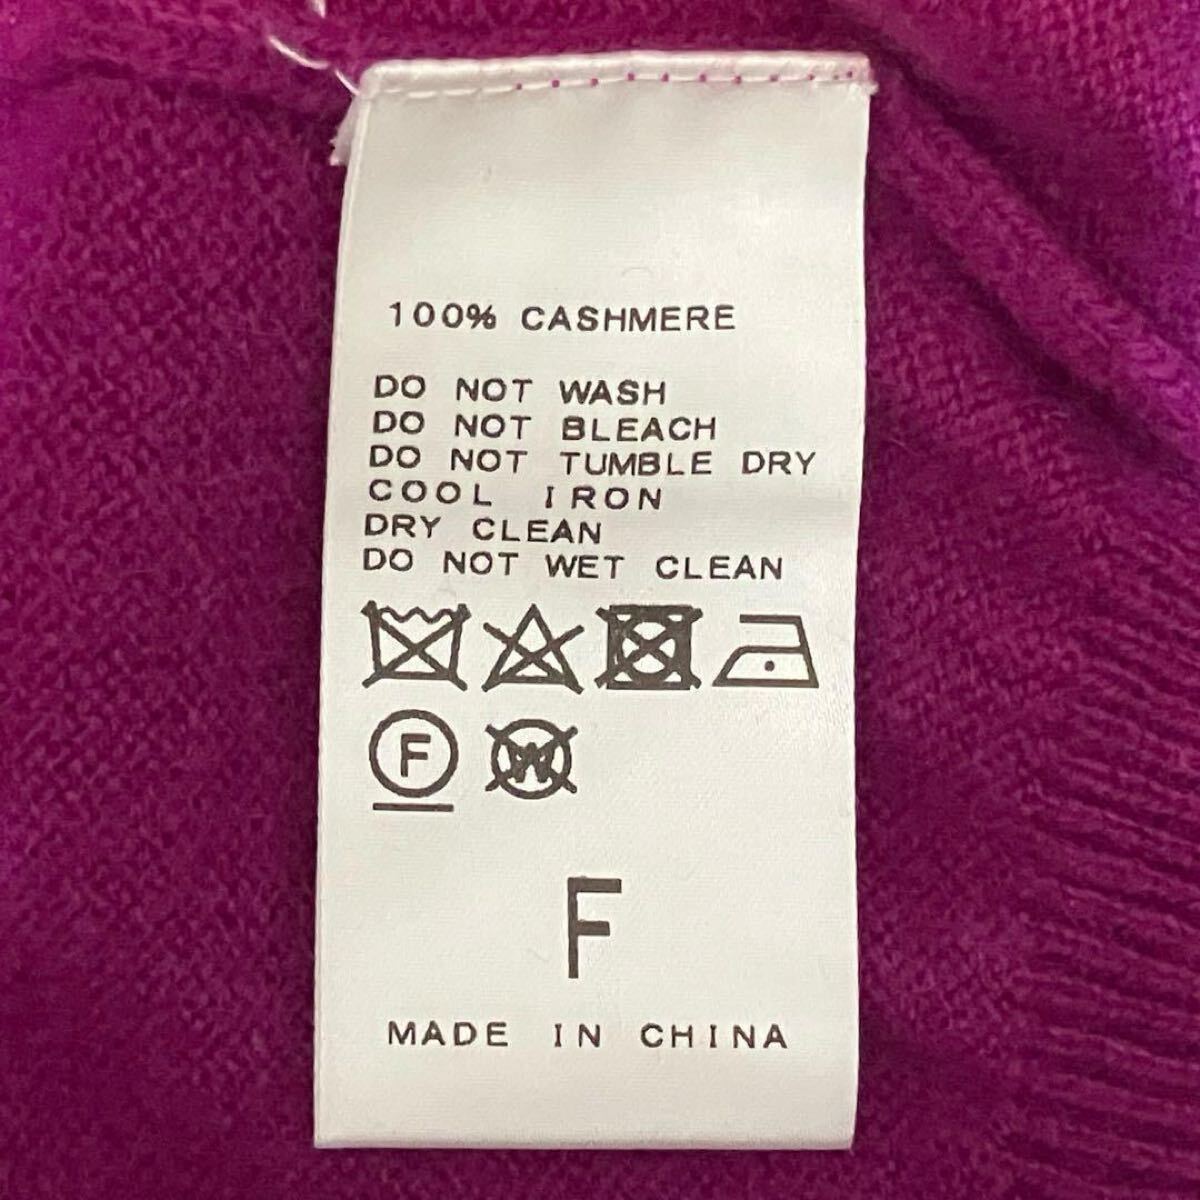 100% CASHMERE
DO NOT WASH
DO NOT BLEACH
DO NOT TUMBLE DRY
COOL IRON
DRY CLEAN
DO NOT WET CLEAN
F W
F
MADE IN CHINA